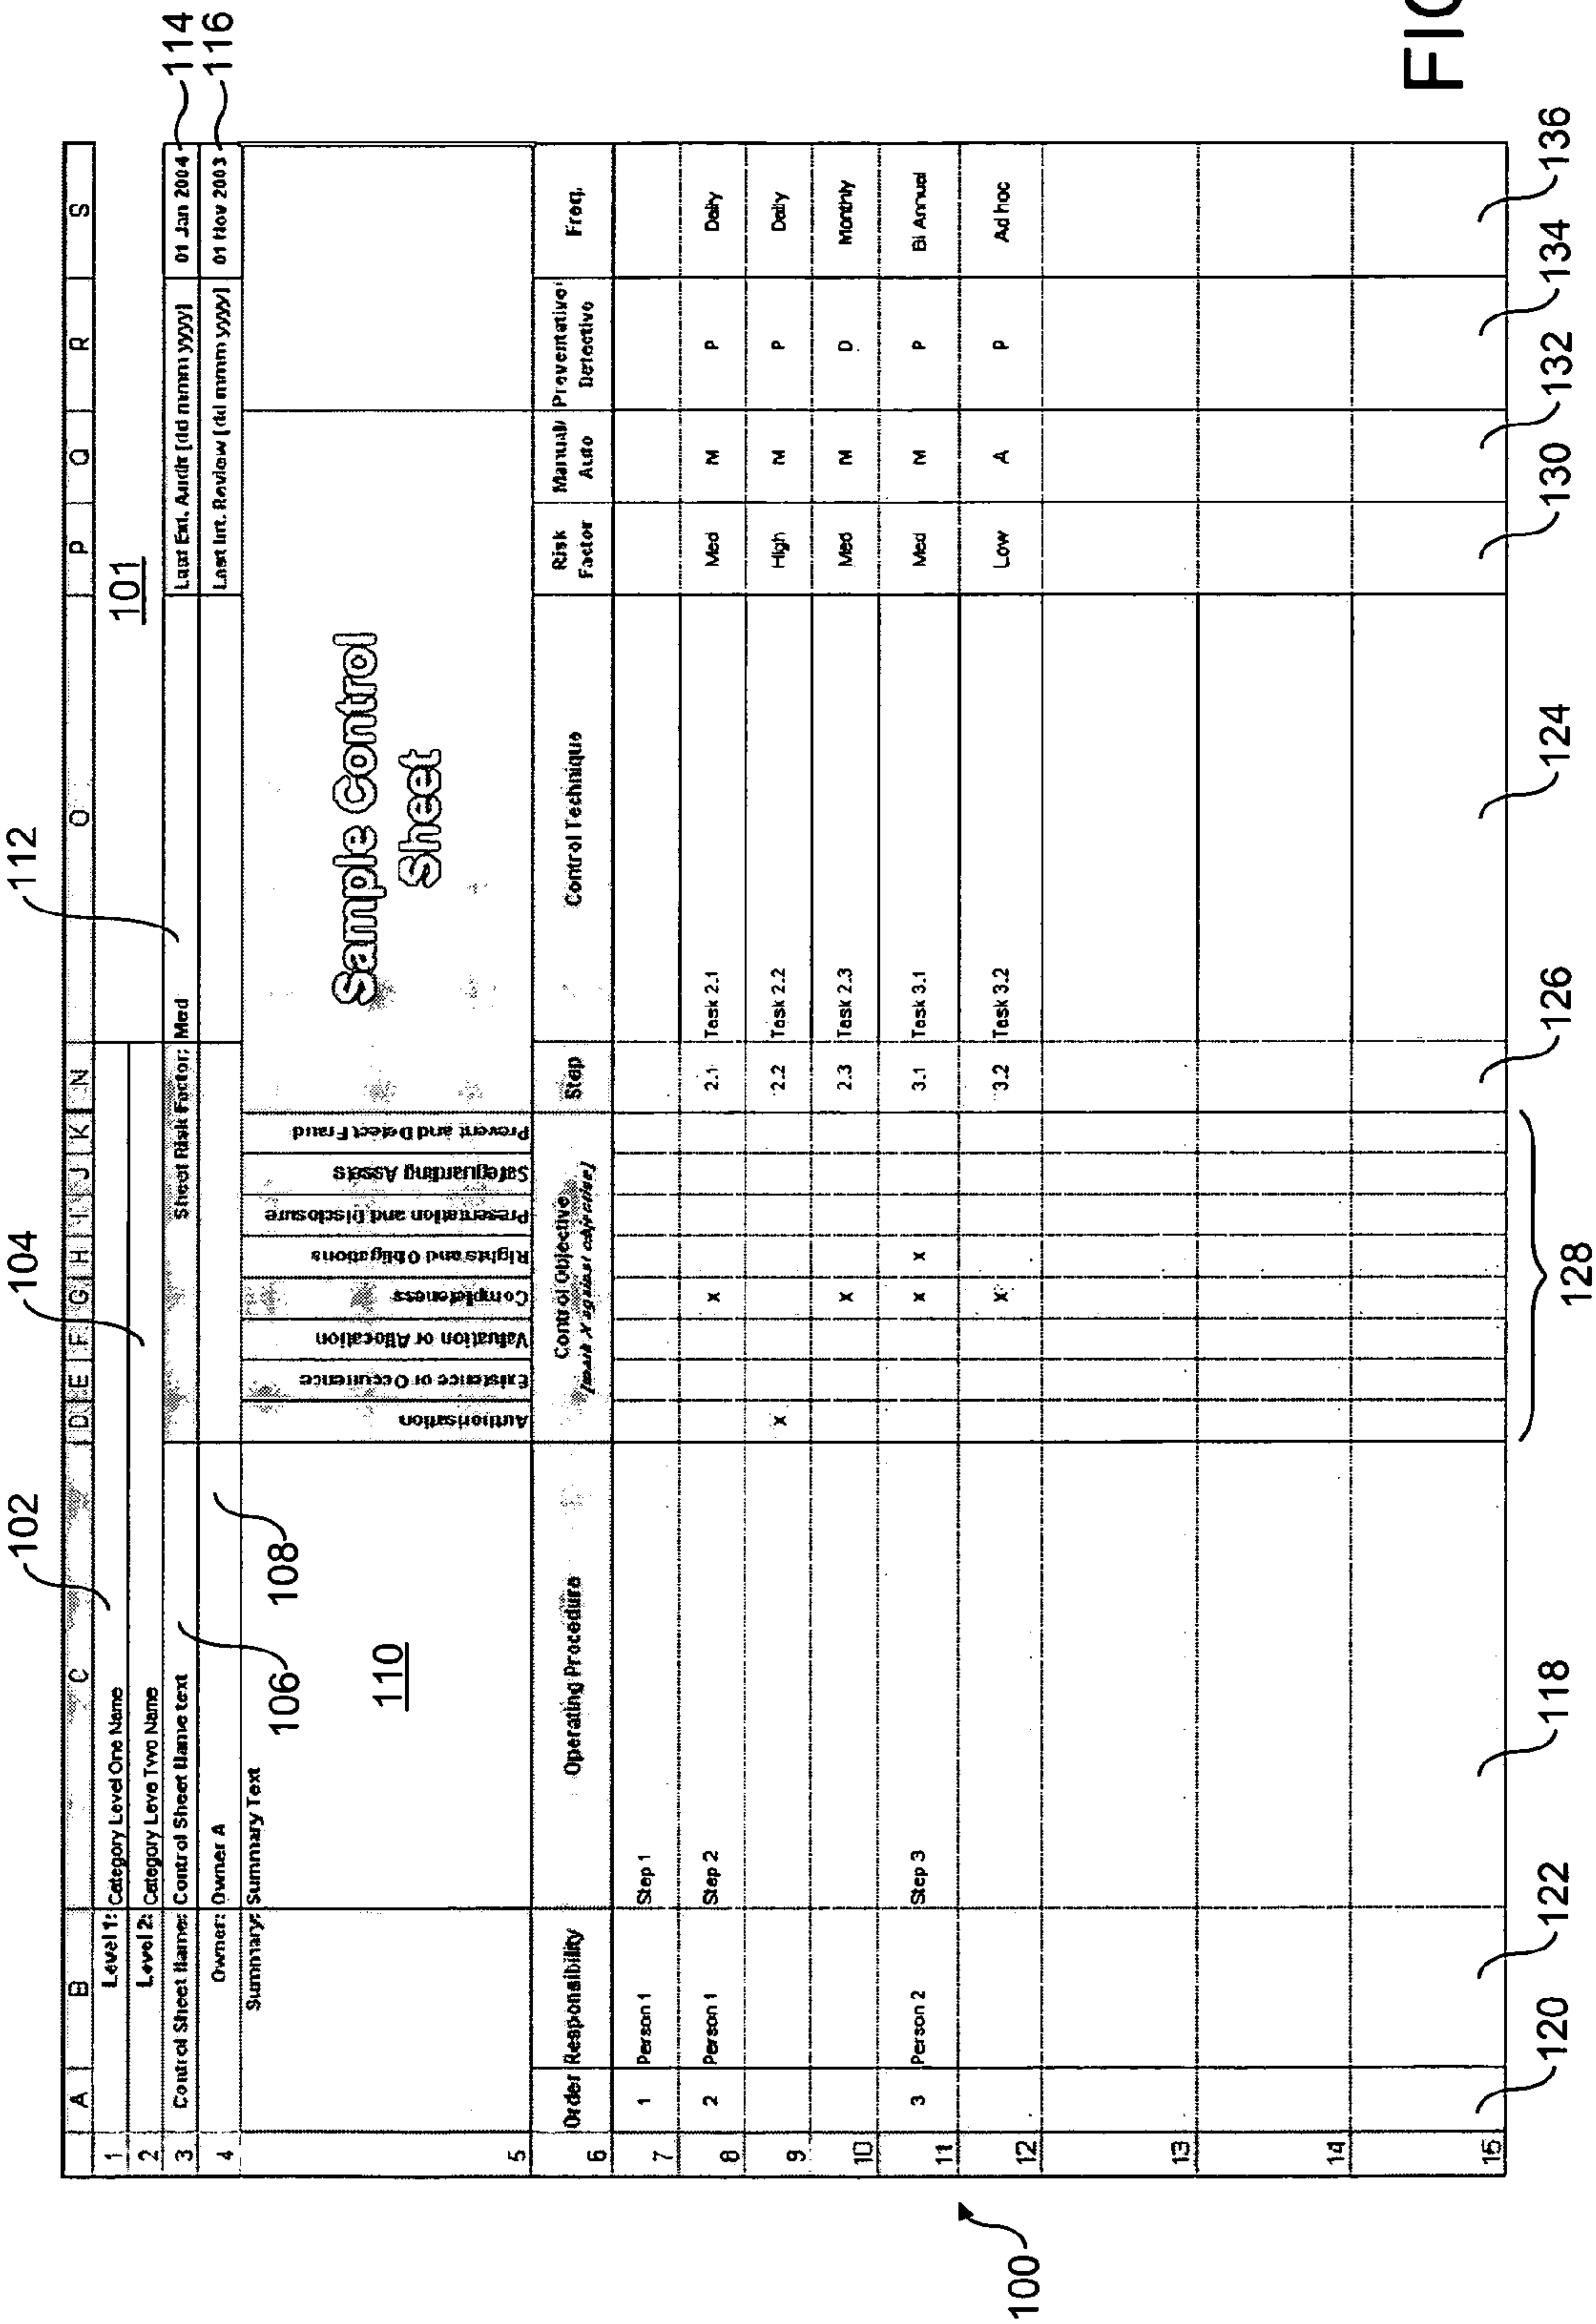 102
104
112
A B C D E F G H I J K N O P Q R S
1 Level 1: Category Level One Name
101
2 Level 2: Category Leve Two Name
3 Control Sheet Name: Control Sheet Name text Sheet Risk Factor: Med Last Ext. Audit [dd mmm yyyy] 01 Jan 2004
114
4 Owner: Owner A Last Int. Review [dd mmm yyyy] 01 Nov 2003
116
106
108
Summary: Summary Text
110
Authorisation
Existence or Occurrence
Valuation or Allocation
Completeness
Rights and Obligations
Presentation and Disclosure
Safeguarding Assets
Prevent and Detect Fraud
Sample Control
Sheet
5
6 Order Responsibility Operating Procedure Control Objective [mark X against objective] Step Control Technique Risk Factor Manual/ Auto Preventative/ Detective Freq.
7 1 Person 1 Step 1
8 2 Person 1 Step 2 x 2.1 Task 2.1 Med M P Daily
9 x 2.2 Task 2.2 High M P Daily
10 x 2.3 Task 2.3 Med M D Monthly
11 3 Person 2 Step 3 x x 3.1 Task 3.1 Med M P Bi Annual
12 x 3.2 Task 3.2 Low A P Ad hoc
13
14
15
100
120
122
118
128
126
124
130
132
134
136